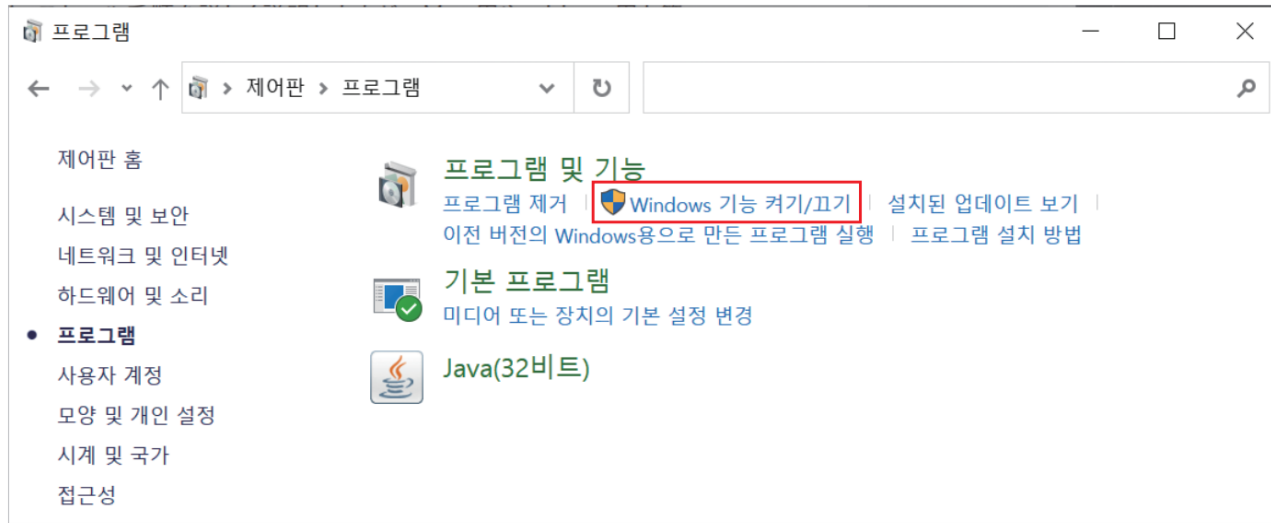 프로그램
제어판 > 프로그램
제어판 홈
시스템 및 보안
네트워크 및 인터넷
하드웨어 및 소리
프로그램
사용자 계정
모양 및 개인 설정
시계 및 국가
접근성
프로그램 및 기능
프로그램 제거 | Windows 기능 켜기/끄기 | 설치된 업데이트 보기 |
이전 버전의 Windows용으로 만든 프로그램 실행 | 프로그램 설치 방법
기본 프로그램
미디어 또는 장치의 기본 설정 변경
Java(32비트)